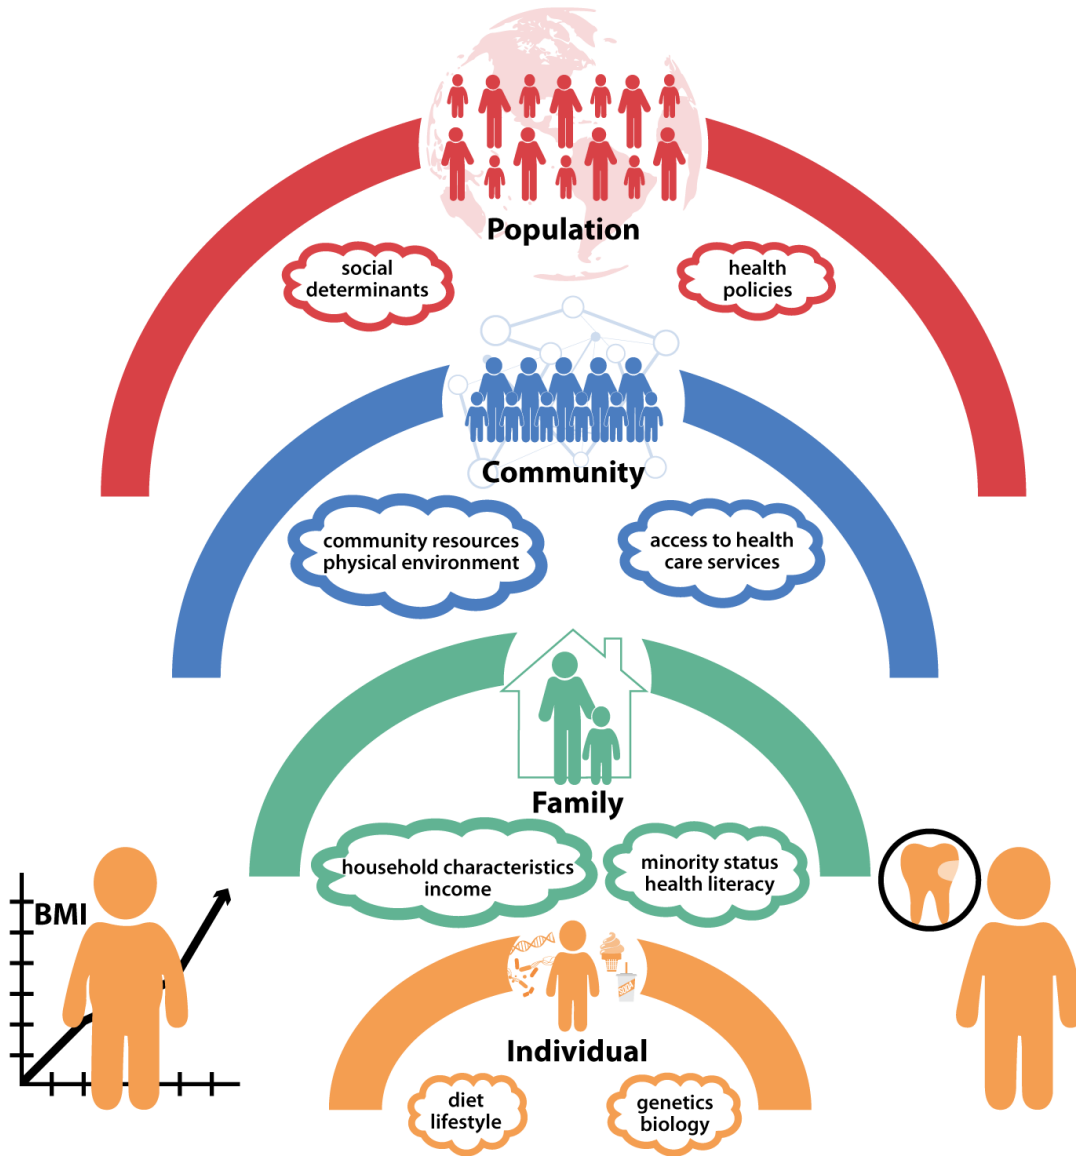 Population
social
determinants
health
policies
Community
community resources
physical environment
access to health
care services
Family
household characteristics
income
minority status
health literacy
BMI
SODA
Individual
diet
lifestyle
genetics
biology